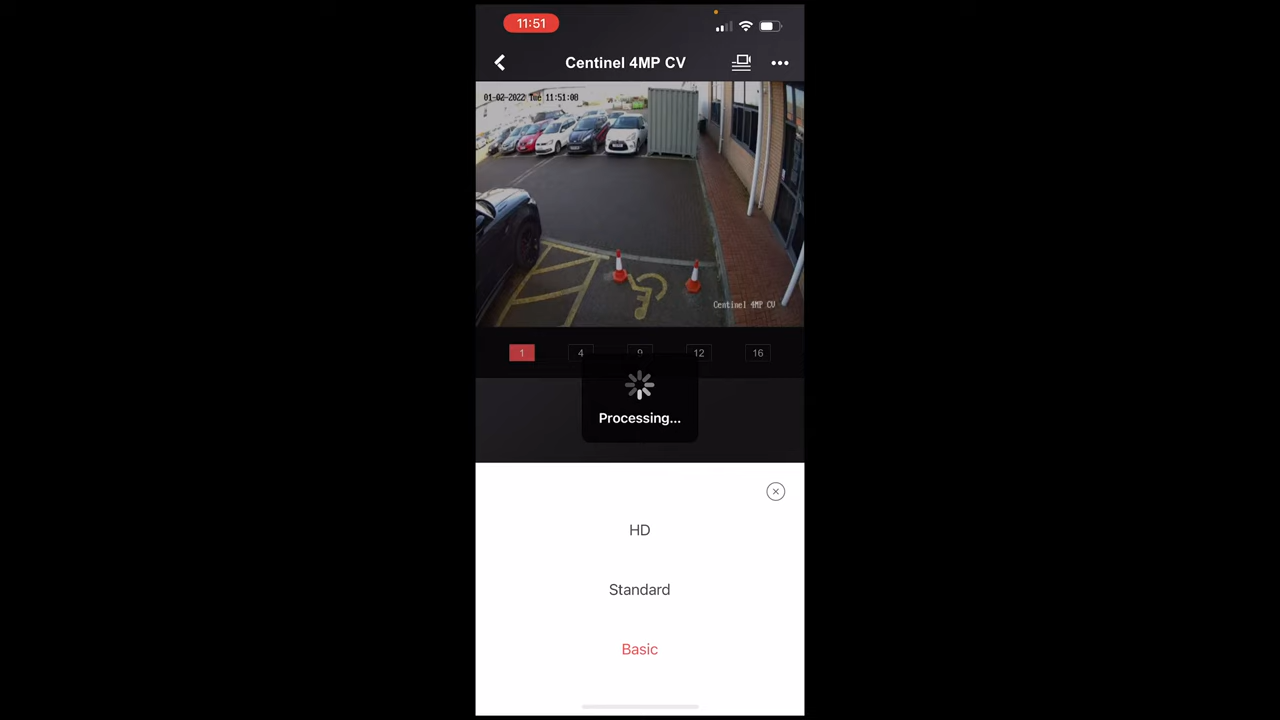 11:51
Centinel 4MP CV
01-02-2022 Tue 11:51:08
Centinel 4MP CV
1 4 9 12 16
Processing...
HD
Standard
Basic